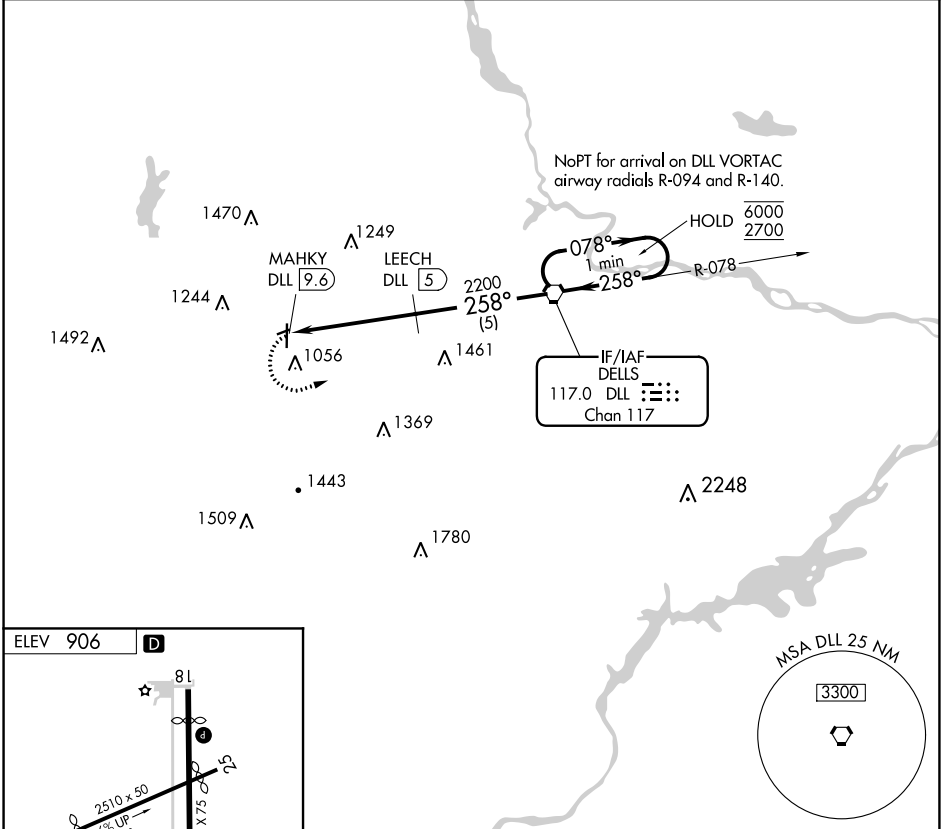 NoPT for arrival on DLL VORTAC
airway radials R-094 and R-140.
1470
1249
HOLD
6000
2700
078°
1 min
258°
R-078
MAHKY
DLL 9.6
LEECH
DLL 5
2200
258°
(5)
1244
1492
1056
1461
IF/IAF
DELLS
117.0 DLL
Chan 117
1369
1443
2248
1509
1780
ELEV 906
D
18
P
25
2510 x 50
% UP
x 75
MSA DLL 25 NM
3300